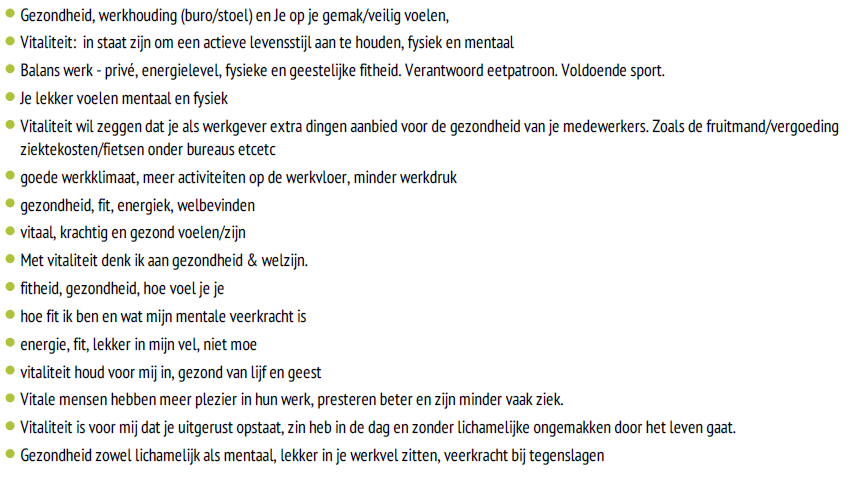 Gezondheid, werkhouding (buro/stoel) en Je op je gemak/veilig voelen,
Vitaliteit: in staat zijn om een actieve levensstijl aan te houden, fysiek en mentaal
Balans werk - privé, energielevel, fysieke en geestelijke fitheid. Verantwoord eetpatroon. Voldoende sport.
Je lekker voelen mentaal en fysiek
Vitaliteit wil zeggen dat je als werkgever extra dingen aanbied voor de gezondheid van je medewerkers. Zoals de fruitmand/vergoeding
ziektekosten/fietsen onder bureaus etcetc
goede werkklimaat, meer activiteiten op de werkvloer, minder werkdruk
gezondheid, fit, energiek, welbevinden
vitaal, krachtig en gezond voelen/zijn
Met vitaliteit denk ik aan gezondheid & welzijn.
fitheid, gezondheid, hoe voel je je
hoe fit ik ben en wat mijn mentale veerkracht is
energie, fit, lekker in mijn vel, niet moe
vitaliteit houd voor mij in, gezond van lijf en geest
Vitale mensen hebben meer plezier in hun werk, presteren beter en zijn minder vaak ziek.
Vitaliteit is voor mij dat je uitgerust opstaat, zin heb in de dag en zonder lichamelijke ongemakken door het leven gaat.
Gezondheid zowel lichamelijk als mentaal, lekker in je werkvel zitten, veerkracht bij tegenslagen